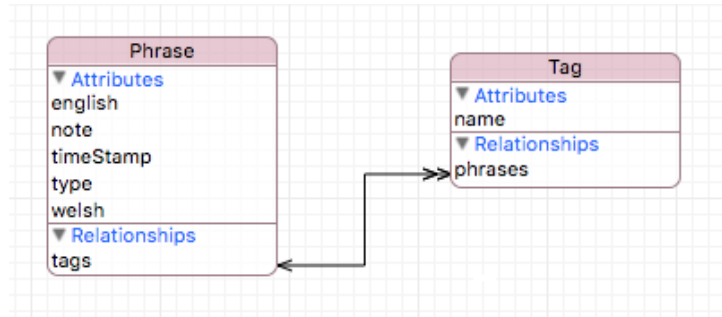 Phrase
Attributes
english
note
timeStamp
type
welsh
Relationships
tags
Tag
Attributes
name
Relationships
phrases